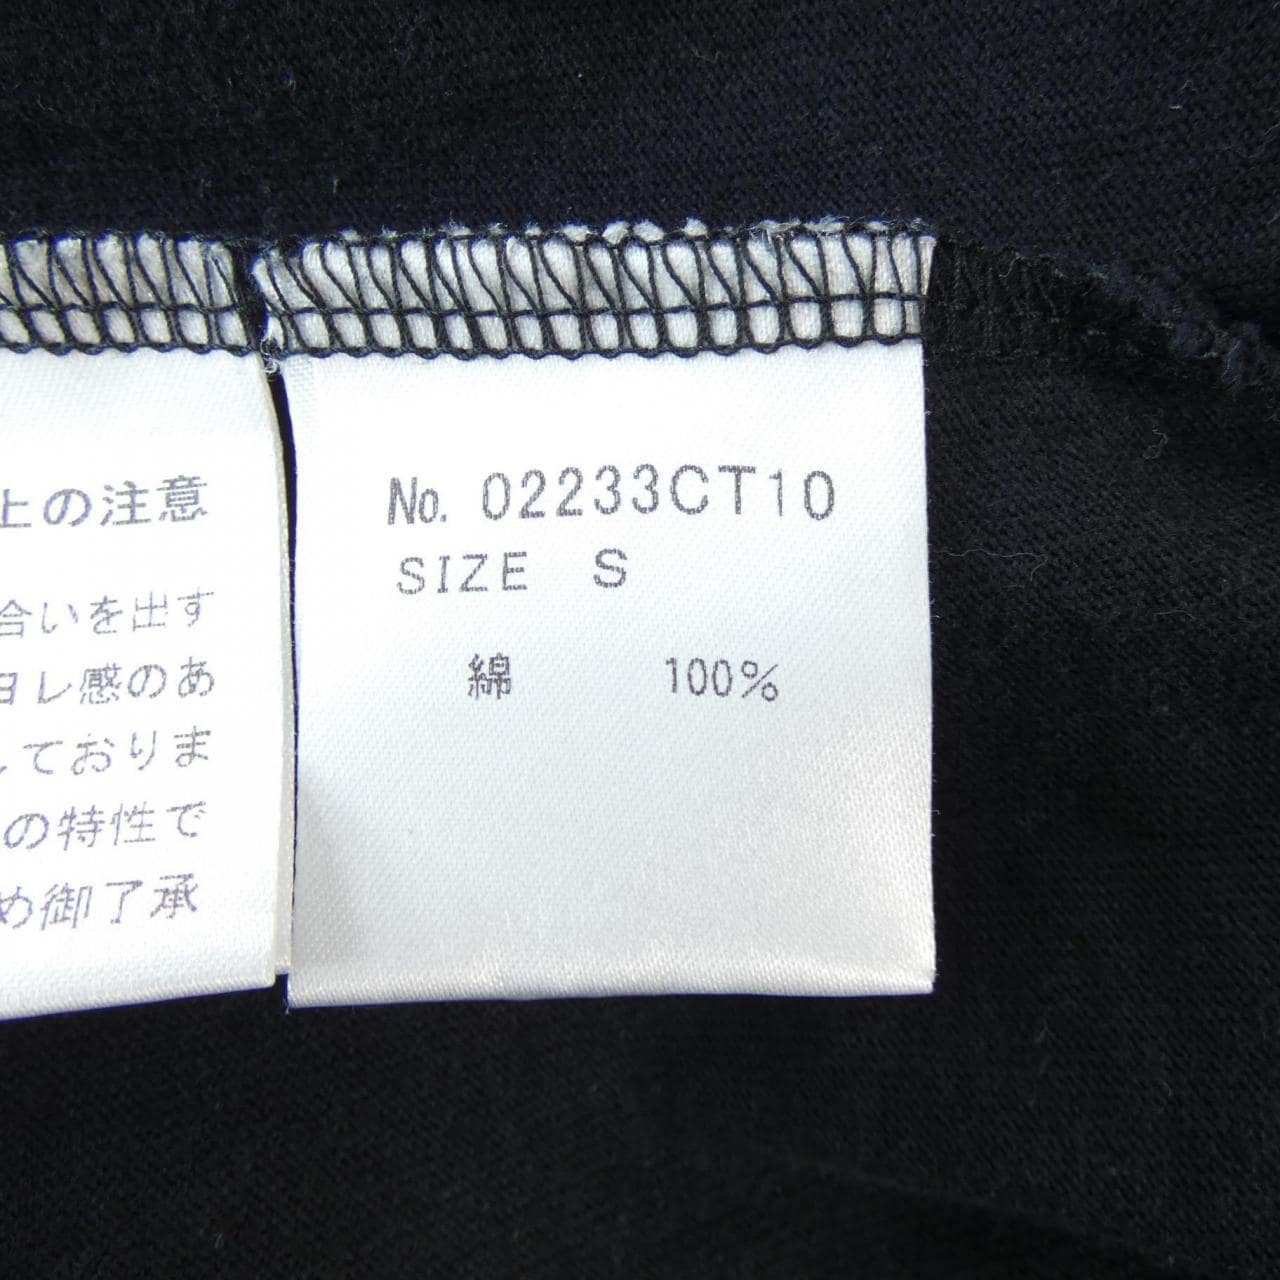 上の注意
合いを出す
ヨレ感のあ
しておりま
の特性で
め御了承
No. 02233CT10
SIZE S
綿 100%